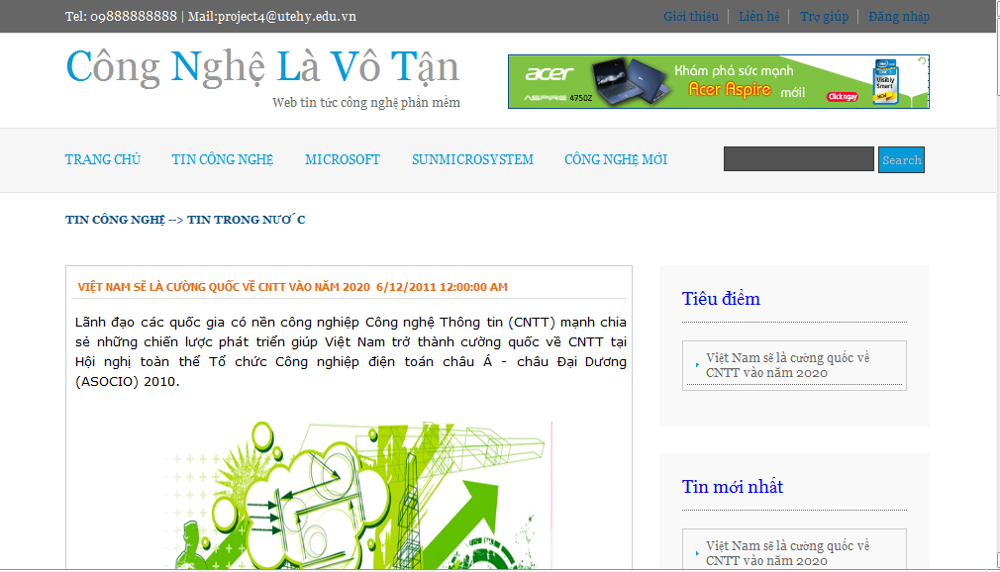 Tel: 09888888888 | Mail:project4@utehy.edu.vn
Giới thiệu | Liên hệ | Trợ giúp | Đăng nhập
Công Nghệ Là Vô Tận
Web tin tức công nghệ phần mềm
acer
ASPIRE 4750Z
Khám phá sức mạnh
Acer Aspire mới!
Click ngay
Visibly
Smart
TRANG CHỦ
TIN CÔNG NGHỆ
MICROSOFT
SUNMICROSYSTEM
CÔNG NGHỆ MỚI
Search
TIN CÔNG NGHỆ --> TIN TRONG NƯỚC
VIỆT NAM SẼ LÀ CƯỜNG QUỐC VỀ CNTT VÀO NĂM 2020 6/12/2011 12:00:00 AM
Lãnh đạo các quốc gia có nền công nghiệp Công nghệ Thông tin (CNTT) mạnh chia
sẻ những chiến lược phát triển giúp Việt Nam trở thành cường quốc về CNTT tại
Hội nghị toàn thể Tổ chức Công nghiệp điện toán châu Á - châu Đại Dương
(ASOCIO) 2010.
Tiêu điểm
Việt Nam sẽ là cường quốc về
CNTT vào năm 2020
Tin mới nhất
Việt Nam sẽ là cường quốc về
CNTT vào năm 2020